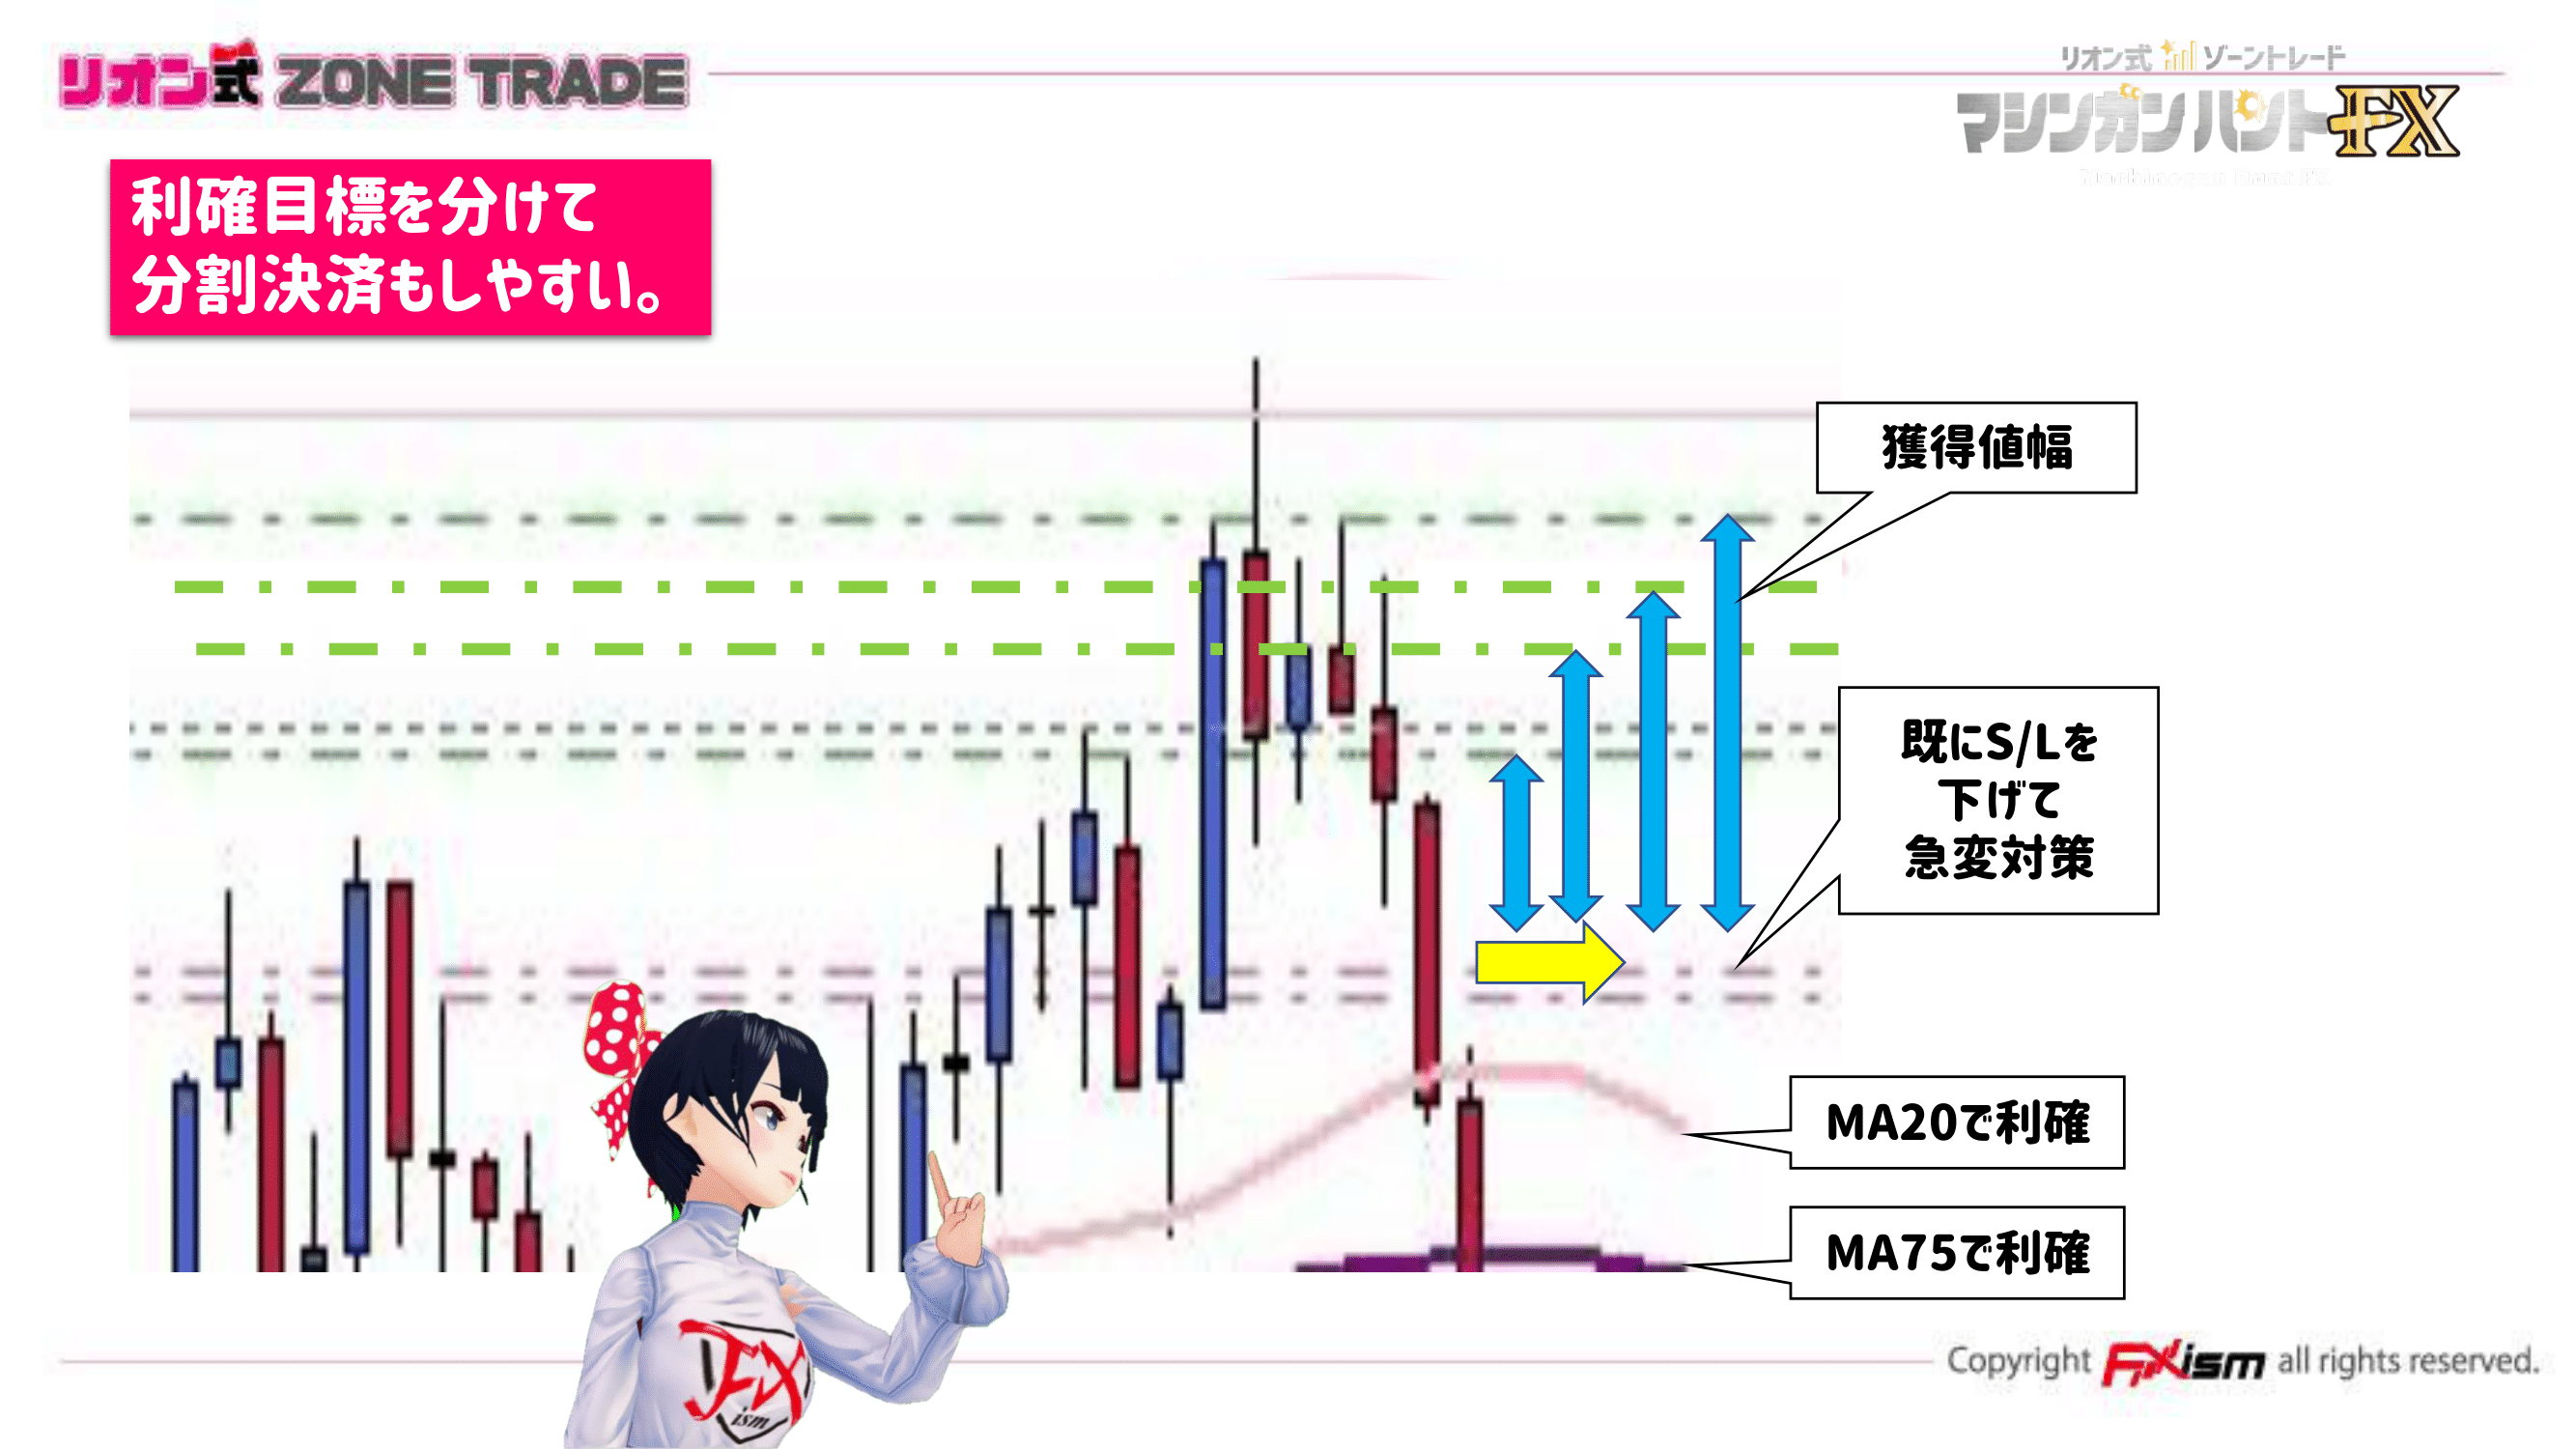 リオン式 ZONE TRADE
リオン式 ゾーントレード
マシンガンハントFX
利確目標を分けて
分割決済もしやすい。
獲得値幅
既にS/Lを
下げて
急変対策
MA20で利確
MA75で利確
FX
ism
Copyright FXism all rights reserved.